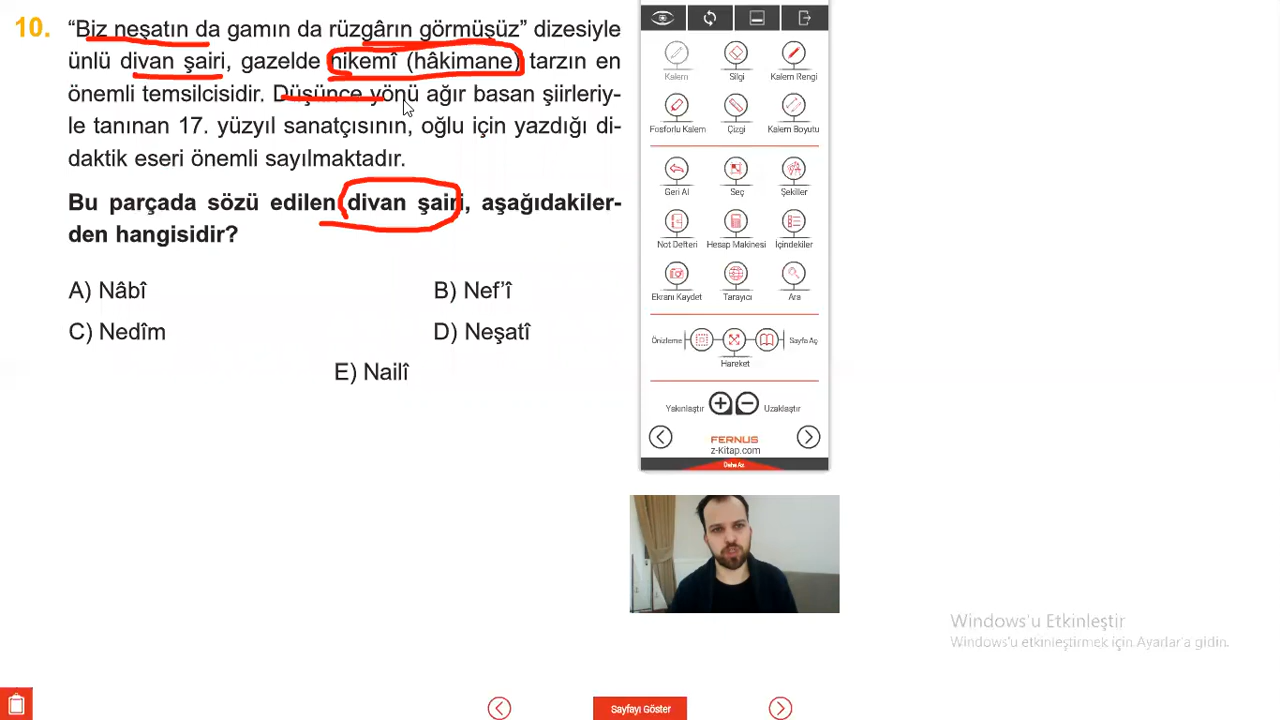 10. “Biz neşatın da gamın da rüzgârın görmüşüz” dizesiyle
ünlü divan şairi, gazelde hikemî (hâkimane) tarzın en
önemli temsilcisidir. Düşünce yönü ağır basan şiirleriy-
le tanınan 17. yüzyıl sanatçısının, oğlu için yazdığı di-
daktik eseri önemli sayılmaktadır.
Bu parçada sözü edilen divan şairi, aşağıdakiler-
den hangisidir?
A) Nâbî
B) Nef’î
C) Nedîm
D) Neşatî
E) Nailî
Kalem
Silgi
Kalem Rengi
Fosforlu Kalem
Çizgi
Kalem Boyutu
Geri Al
Seç
Şekiller
Not Defteri
Hesap Makinesi
İçindekiler
Ekranı Kaydet
Tarayıcı
Ara
Önizleme
Sayfa Aç
Hareket
Yakınlaştır
Uzaklaştır
FERNUS
z-Kitap.com
Daha Az
Windows'u Etkinleştir
Windows'u etkinleştirmek için Ayarlar'a gidin.
Sayfayı Göster